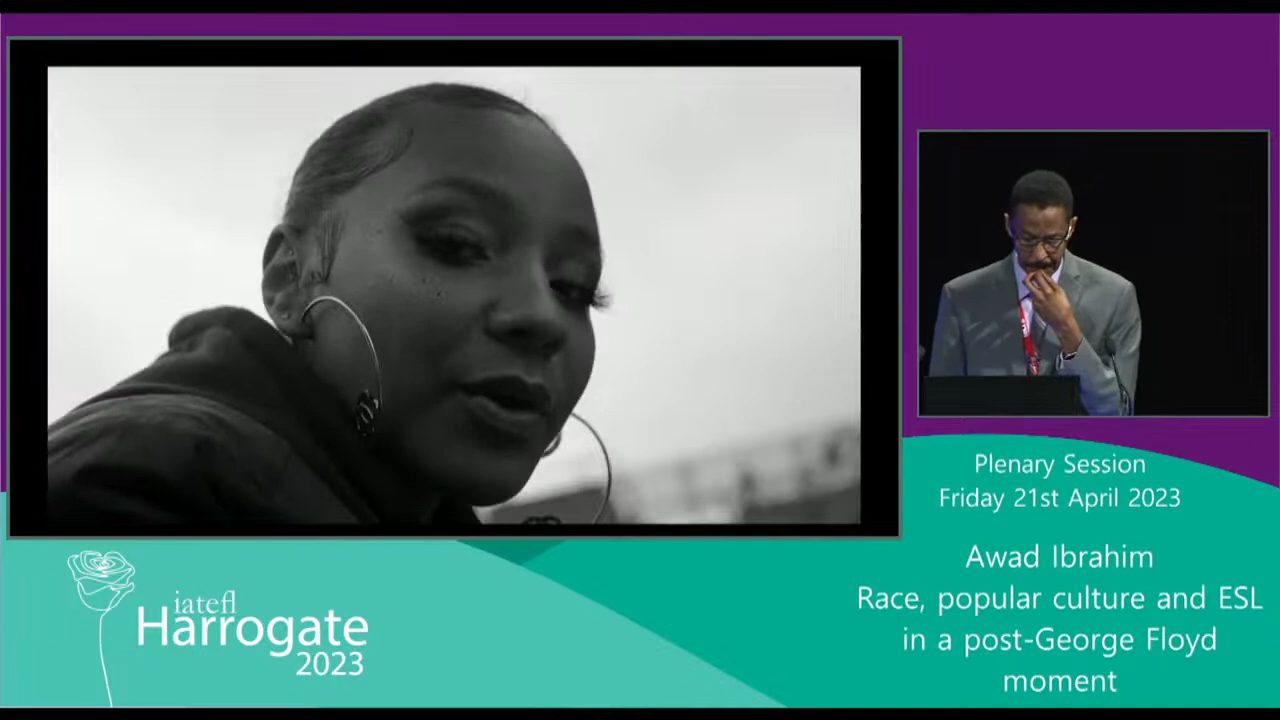 Plenary Session
Friday 21st April 2023
Awad Ibrahim
Race, popular culture and ESL
in a post-George Floyd
moment
iatefl
Harrogate
2023